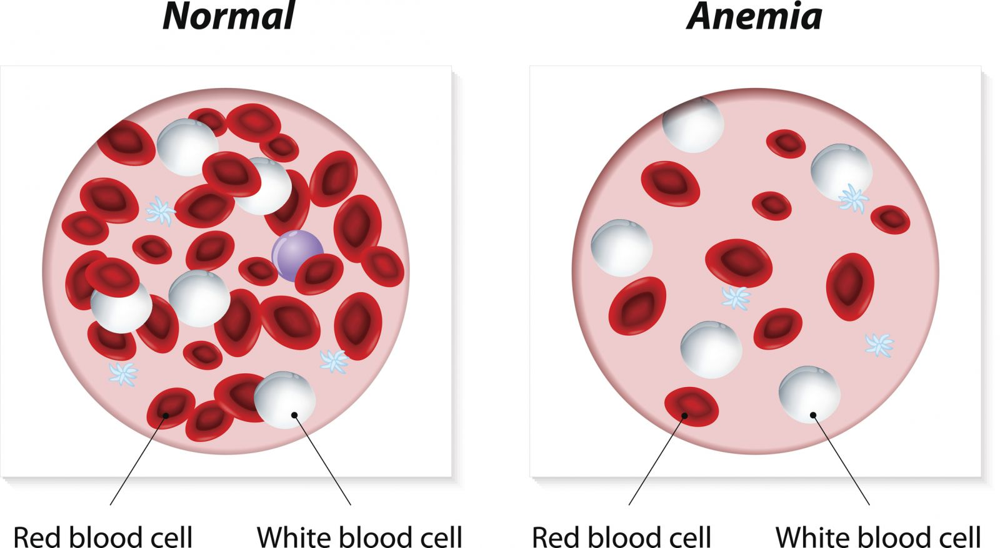 Normal
Anemia
Red blood cell
White blood cell
Red blood cell
White blood cell